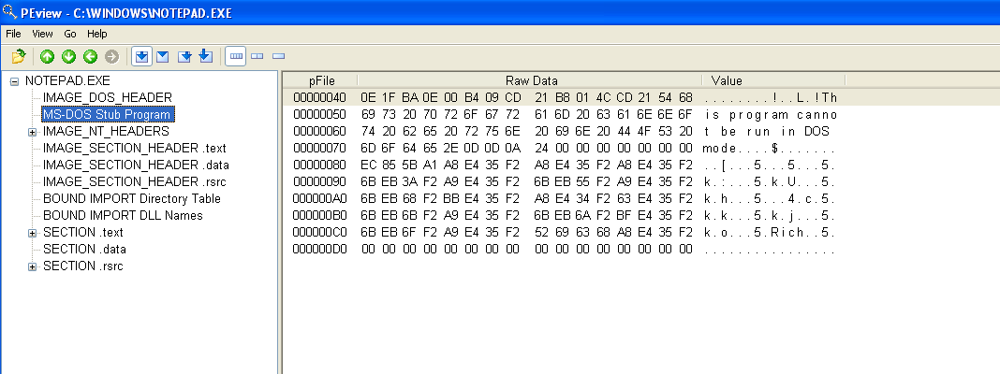 PEview - C:\WINDOWS\NOTEPAD.EXE
File View Go Help
NOTEPAD.EXE
IMAGE_DOS_HEADER
MS-DOS Stub Program
IMAGE_NT_HEADERS
IMAGE_SECTION_HEADER .text
IMAGE_SECTION_HEADER .data
IMAGE_SECTION_HEADER .rsrc
BOUND IMPORT Directory Table
BOUND IMPORT DLL Names
SECTION .text
SECTION .data
SECTION .rsrc
pFile Raw Data Value
00000040 0E 1F BA 0E 00 B4 09 CD 21 B8 01 4C CD 21 54 68 ........!..L.!Th
00000050 69 73 20 70 72 6F 67 72 61 6D 20 63 61 6E 6E 6F is program canno
00000060 74 20 62 65 20 72 75 6E 20 69 6E 20 44 4F 53 20 t be run in DOS
00000070 6D 6F 64 65 2E 0D 0D 0A 24 00 00 00 00 00 00 00 mode....$.......
00000080 EC 85 5B A1 A8 E4 35 F2 A8 E4 35 F2 A8 E4 35 F2 ..[...5...5...5.
00000090 6B EB 3A F2 A9 E4 35 F2 6B EB 55 F2 A9 E4 35 F2 k.:...5.k.U...5.
000000A0 6B EB 68 F2 BB E4 35 F2 A8 E4 34 F2 63 E4 35 F2 k.h...5...4.c.5.
000000B0 6B EB 6B F2 A9 E4 35 F2 6B EB 6A F2 BF E4 35 F2 k.k...5.k.j...5.
000000C0 6B EB 6F F2 A9 E4 35 F2 52 69 63 68 A8 E4 35 F2 k.o...5.Rich..5.
000000D0 00 00 00 00 00 00 00 00 00 00 00 00 00 00 00 00 ................